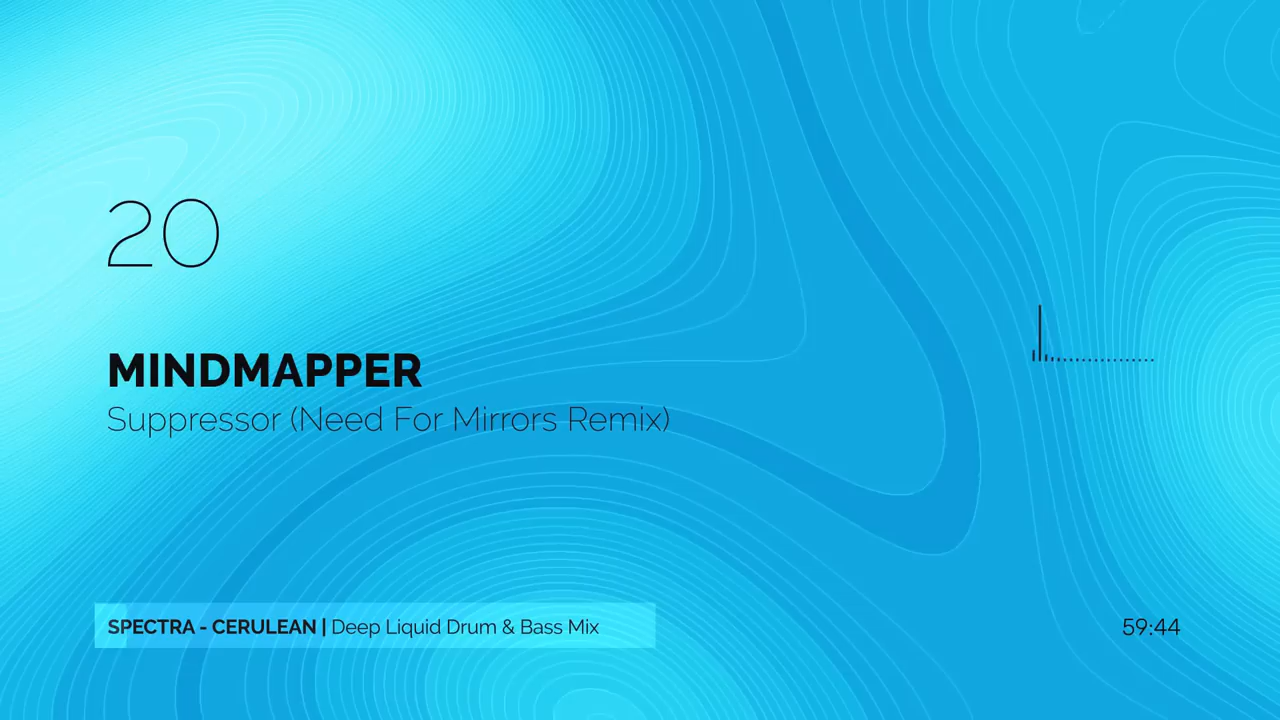 20
MINDMAPPER
Suppressor (Need For Mirrors Remix)
SPECTRA - CERULEAN | Deep Liquid Drum & Bass Mix
59:44